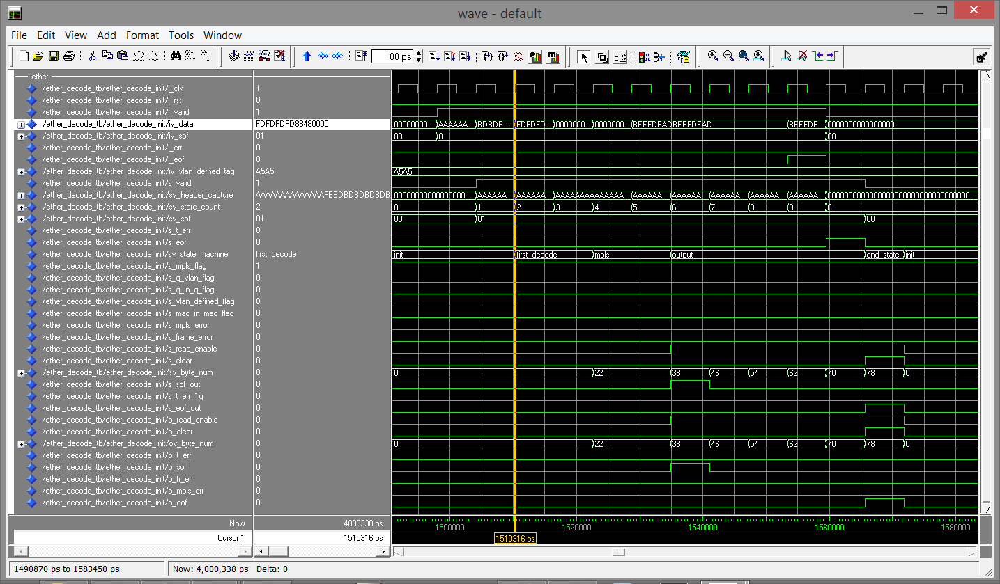 wave - default
File Edit View Add Format Tools Window
100 ps
ether
/ether_decode_tb/ether_decode_init/i_clk 1
/ether_decode_tb/ether_decode_init/i_rst 0
/ether_decode_tb/ether_decode_init/i_valid 1
/ether_decode_tb/ether_decode_init/iv_data FDFDFDFD88480000 00000000... AAAAAA... BDBDB... FDFDFD... 0000000... 0000000... BEEFDEADBEEFDEAD BEEFDE... 0000000000000000
/ether_decode_tb/ether_decode_init/iv_sof 01 00 01 00
/ether_decode_tb/ether_decode_init/i_err 0
/ether_decode_tb/ether_decode_init/i_eof 0
/ether_decode_tb/ether_decode_init/iv_vlan_defned_tag A5A5 A5A5
/ether_decode_tb/ether_decode_init/s_valid 1
/ether_decode_tb/ether_decode_init/sv_header_capture
/ether_decode_tb/ether_decode_init/sv_store_count 2 0 1 2 3 4 5 6 7 8 9 0
/ether_decode_tb/ether_decode_init/sv_sof 01 00 01 00
/ether_decode_tb/ether_decode_init/s_t_err 0
/ether_decode_tb/ether_decode_init/s_eof 0
/ether_decode_tb/ether_decode_init/sv_state_machine first_decode init first_decode mpls output end_state init
/ether_decode_tb/ether_decode_init/s_mpls_flag 1
/ether_decode_tb/ether_decode_init/s_q_vlan_flag 0
/ether_decode_tb/ether_decode_init/s_q_in_q_flag 0
/ether_decode_tb/ether_decode_init/s_vlan_defined_flag 0
/ether_decode_tb/ether_decode_init/s_mac_in_mac_flag 0
/ether_decode_tb/ether_decode_init/s_mpls_error 0
/ether_decode_tb/ether_decode_init/s_frame_error 0
/ether_decode_tb/ether_decode_init/s_read_enable 0
/ether_decode_tb/ether_decode_init/s_clear 0
/ether_decode_tb/ether_decode_init/sv_byte_num 0 0 22 38 46 54 62 70 78 0
/ether_decode_tb/ether_decode_init/s_sof_out 0
/ether_decode_tb/ether_decode_init/s_t_err_1q 0
/ether_decode_tb/ether_decode_init/s_eof_out 0
/ether_decode_tb/ether_decode_init/o_read_enable 0
/ether_decode_tb/ether_decode_init/o_clear 0
/ether_decode_tb/ether_decode_init/ov_byte_num 0 0 22 38 46 54 62 70 78 0
/ether_decode_tb/ether_decode_init/o_t_err 0
/ether_decode_tb/ether_decode_init/o_sof 0
/ether_decode_tb/ether_decode_init/o_fr_err 0
/ether_decode_tb/ether_decode_init/o_mpls_err 0
/ether_decode_tb/ether_decode_init/o_eof 0
Now 4000338 ps 1500000 1520000 1540000 1560000 1580000
Cursor 1 1510316 ps 1510316 ps
1490870 ps to 1583450 ps Now: 4,000,338 ps Delta: 0